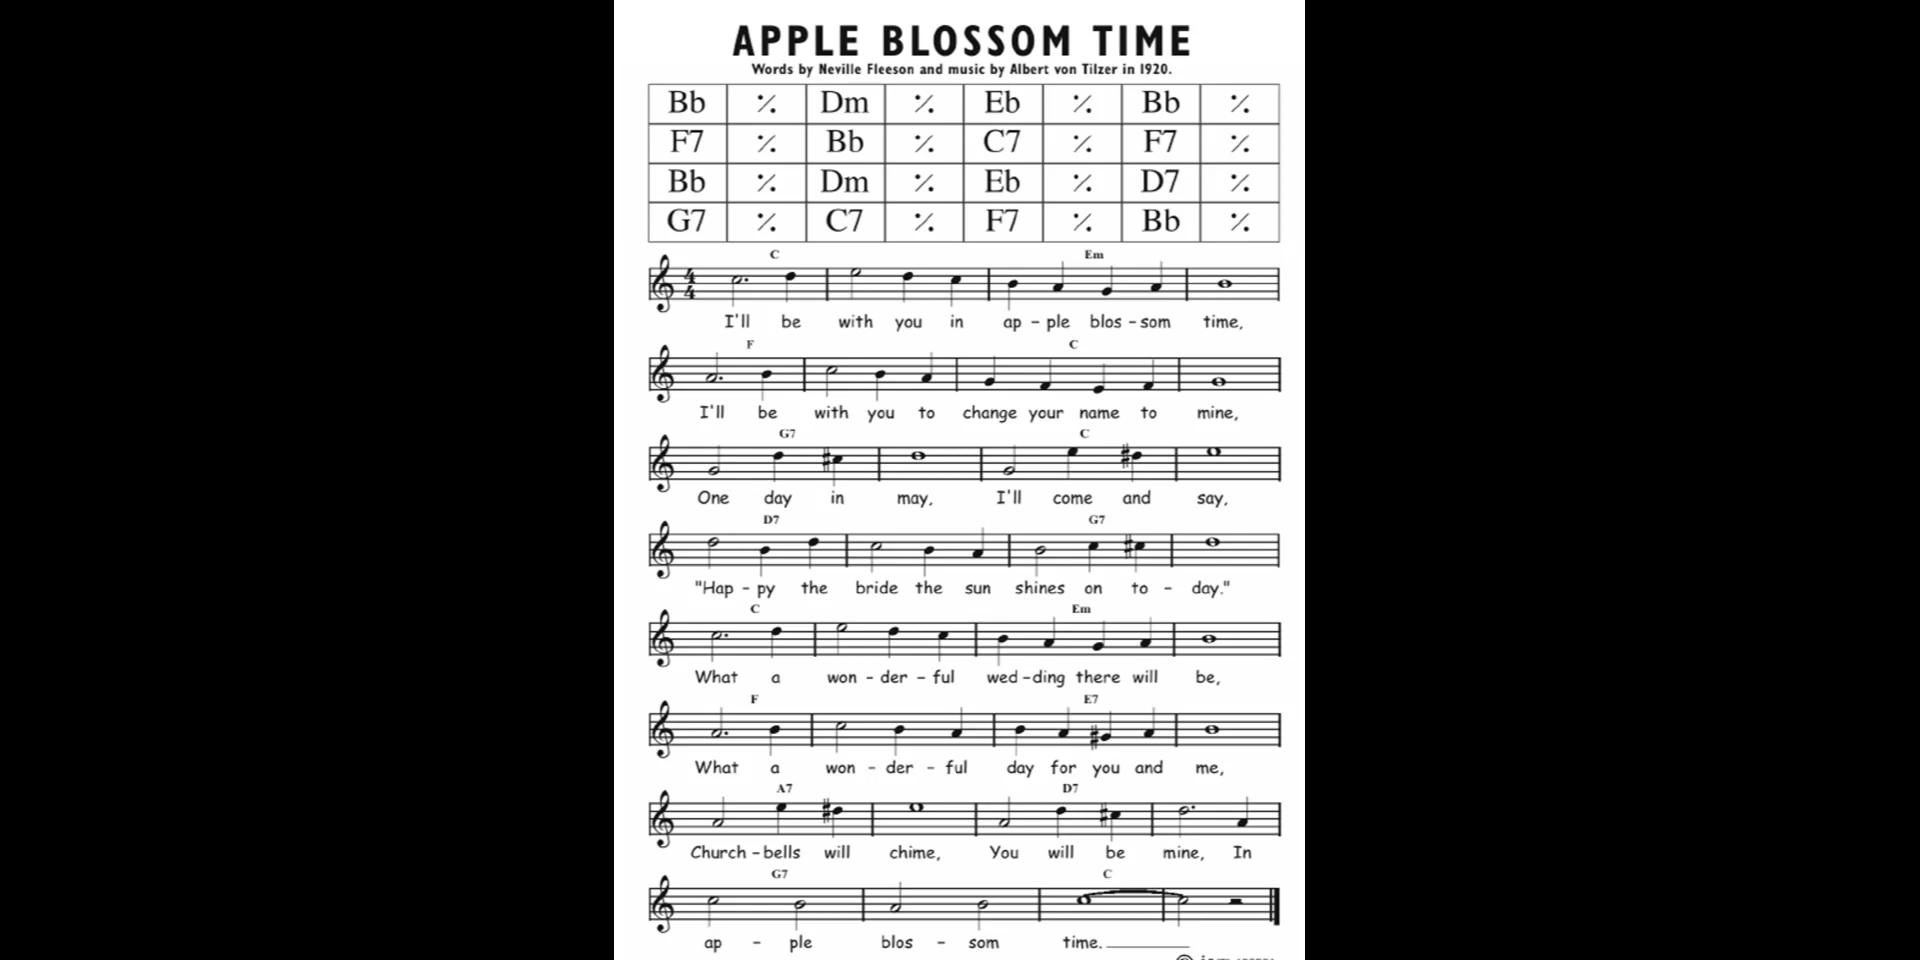 APPLE BLOSSOM TIME
Words by Neville Fleeson and music by Albert von Tilzer in 1920.
Bb ٪ Dm ٪ Eb ٪ Bb ٪
F7 ٪ Bb ٪ C7 ٪ F7 ٪
Bb ٪ Dm ٪ Eb ٪ D7 ٪
G7 ٪ C7 ٪ F7 ٪ Bb ٪
C Em
4
4
I'll be with you in ap - ple blos - som time,
F C
I'll be with you to change your name to mine,
G7 C
One day in may, I'll come and say,
D7 G7
"Hap - py the bride the sun shines on to - day."
C Em
What a won - der - ful wed - ding there will be,
F E7
What a won - der - ful day for you and me,
A7 D7
Church - bells will chime, You will be mine, In
G7 C
ap - ple blos - som time.